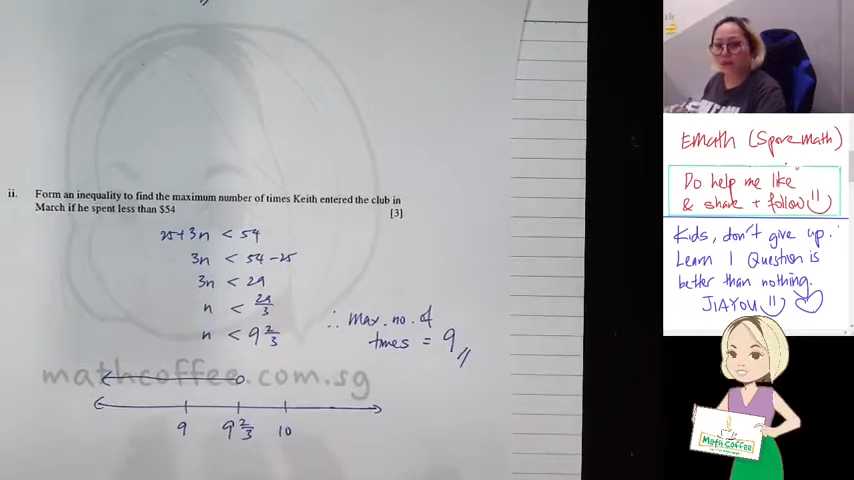 ii. Form an inequality to find the maximum number of times Keith entered the club in
March if he spent less than $54
[3]
25+3n < 54
3n < 54-25
3n < 29
n < 29/3
n < 9 2/3
∴ max. no. of
times = 9
mathcoffee.com.sg
9 9 2/3 10
Emath (Spore math)
Do help me like
& share + follow
Kids, don't give up.
Learn 1 Question is
better than nothing.
JIAYOU
Math Coffee